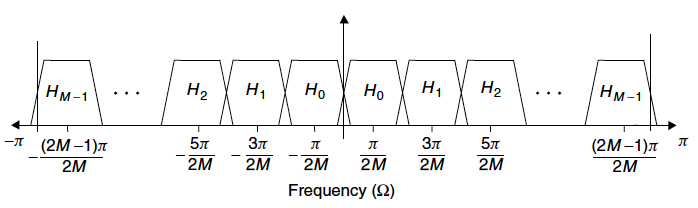 H_{M−1} · · · H_2 H_1 H_0 H_0 H_1 H_2 · · · H_{M−1}
−π −(2M−1)π/2M −5π/2M −3π/2M −π/2M π/2M 3π/2M 5π/2M (2M−1)π/2M π
Frequency (Ω)